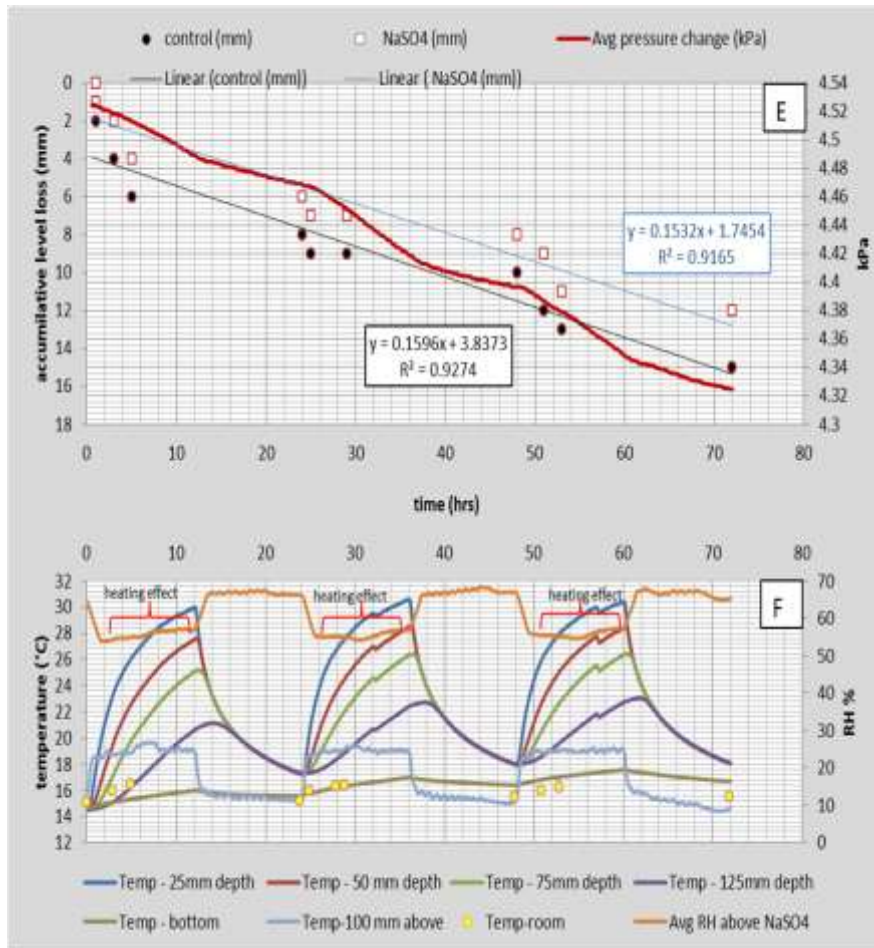 control (mm) NaSO4 (mm) Avg pressure change (kPa)
Linear (control (mm)) Linear ( NaSO4 (mm))
E
accumilative level loss (mm)
0
2
4
6
8
10
12
14
16
18
4.54
4.52
4.5
4.48
4.46
4.44
4.42
4.4
4.38
4.36
4.34
4.32
4.3
kPa
y = 0.1532x + 1.7454
R² = 0.9165
y = 0.1596x + 3.8373
R² = 0.9274
0 10 20 30 40 50 60 70 80
time (hrs)
0 10 20 30 40 50 60 70 80
F
temperature (°C)
32
30
28
26
24
22
20
18
16
14
12
heating effect heating effect heating effect
70
60
50
40
30
20
10
0
RH %
Temp - 25mm depth Temp - 50 mm depth Temp - 75mm depth Temp - 125mm depth
Temp - bottom Temp-100 mm above Temp-room Avg RH above NaSO4